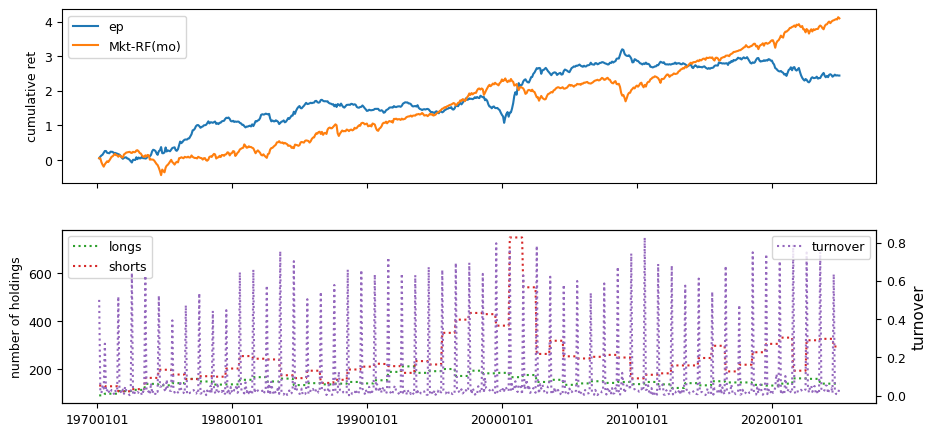 4
3
2
1
0
cumulative ret
ep
Mkt-RF(mo)
600
400
200
number of holdings
longs
shorts
turnover
0.8
0.6
0.4
0.2
0.0
turnover
19700101
19800101
19900101
20000101
20100101
20200101